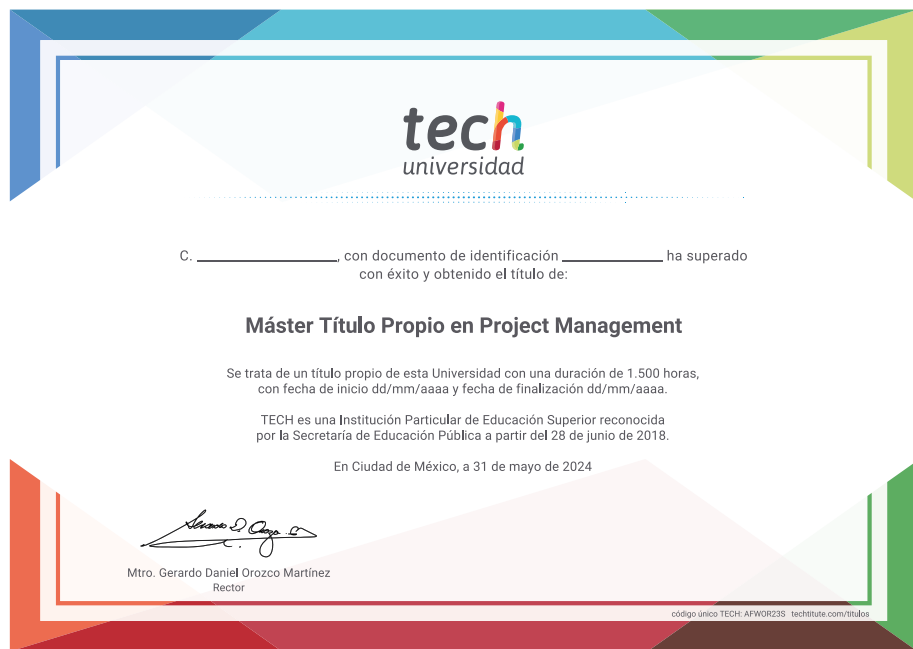 tech
universidad
C. ________________, con documento de identificación ____________ ha superado
con éxito y obtenido el título de:
Máster Título Propio en Project Management
Se trata de un título propio de esta Universidad con una duración de 1.500 horas,
con fecha de inicio dd/mm/aaaa y fecha de finalización dd/mm/aaaa.
TECH es una Institución Particular de Educación Superior reconocida
por la Secretaría de Educación Pública a partir del 28 de junio de 2018.
En Ciudad de México, a 31 de mayo de 2024
Mtro. Gerardo Daniel Orozco Martínez
Rector
código único TECH: AFWOR23S techtitute.com/titulos